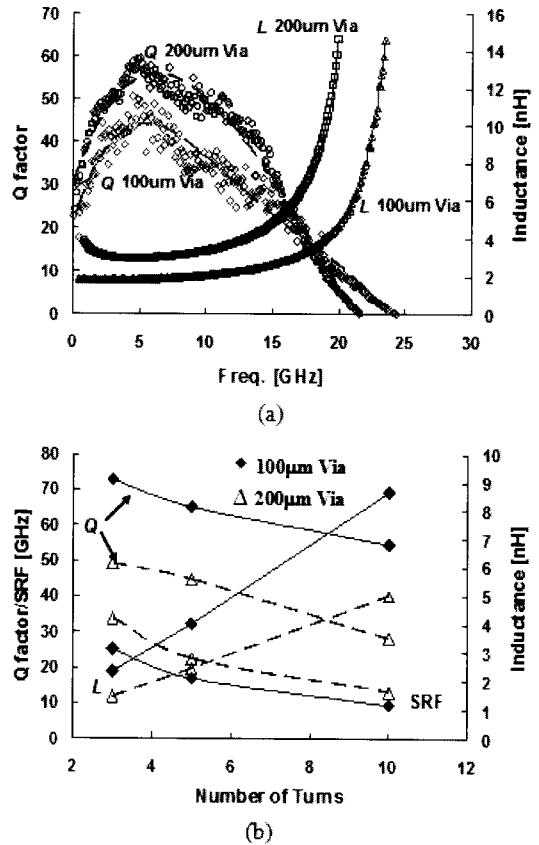 70
60
50
40
30
20
10
0
Q factor
16
14
12
10
8
6
4
2
0
Inductance [nH]
Q 200um Via
L 200um Via
Q 100um Via
L 100um Via
0 5 10 15 20 25 30
Freq. [GHz]
(a)
80
70
60
50
40
30
20
10
0
Q factor/SRF [GHz]
10
9
8
7
6
5
4
3
2
1
0
Inductance [nH]
100µm Via
200µm Via
Q
L
SRF
2 4 6 8 10 12
Number of Turns
(b)